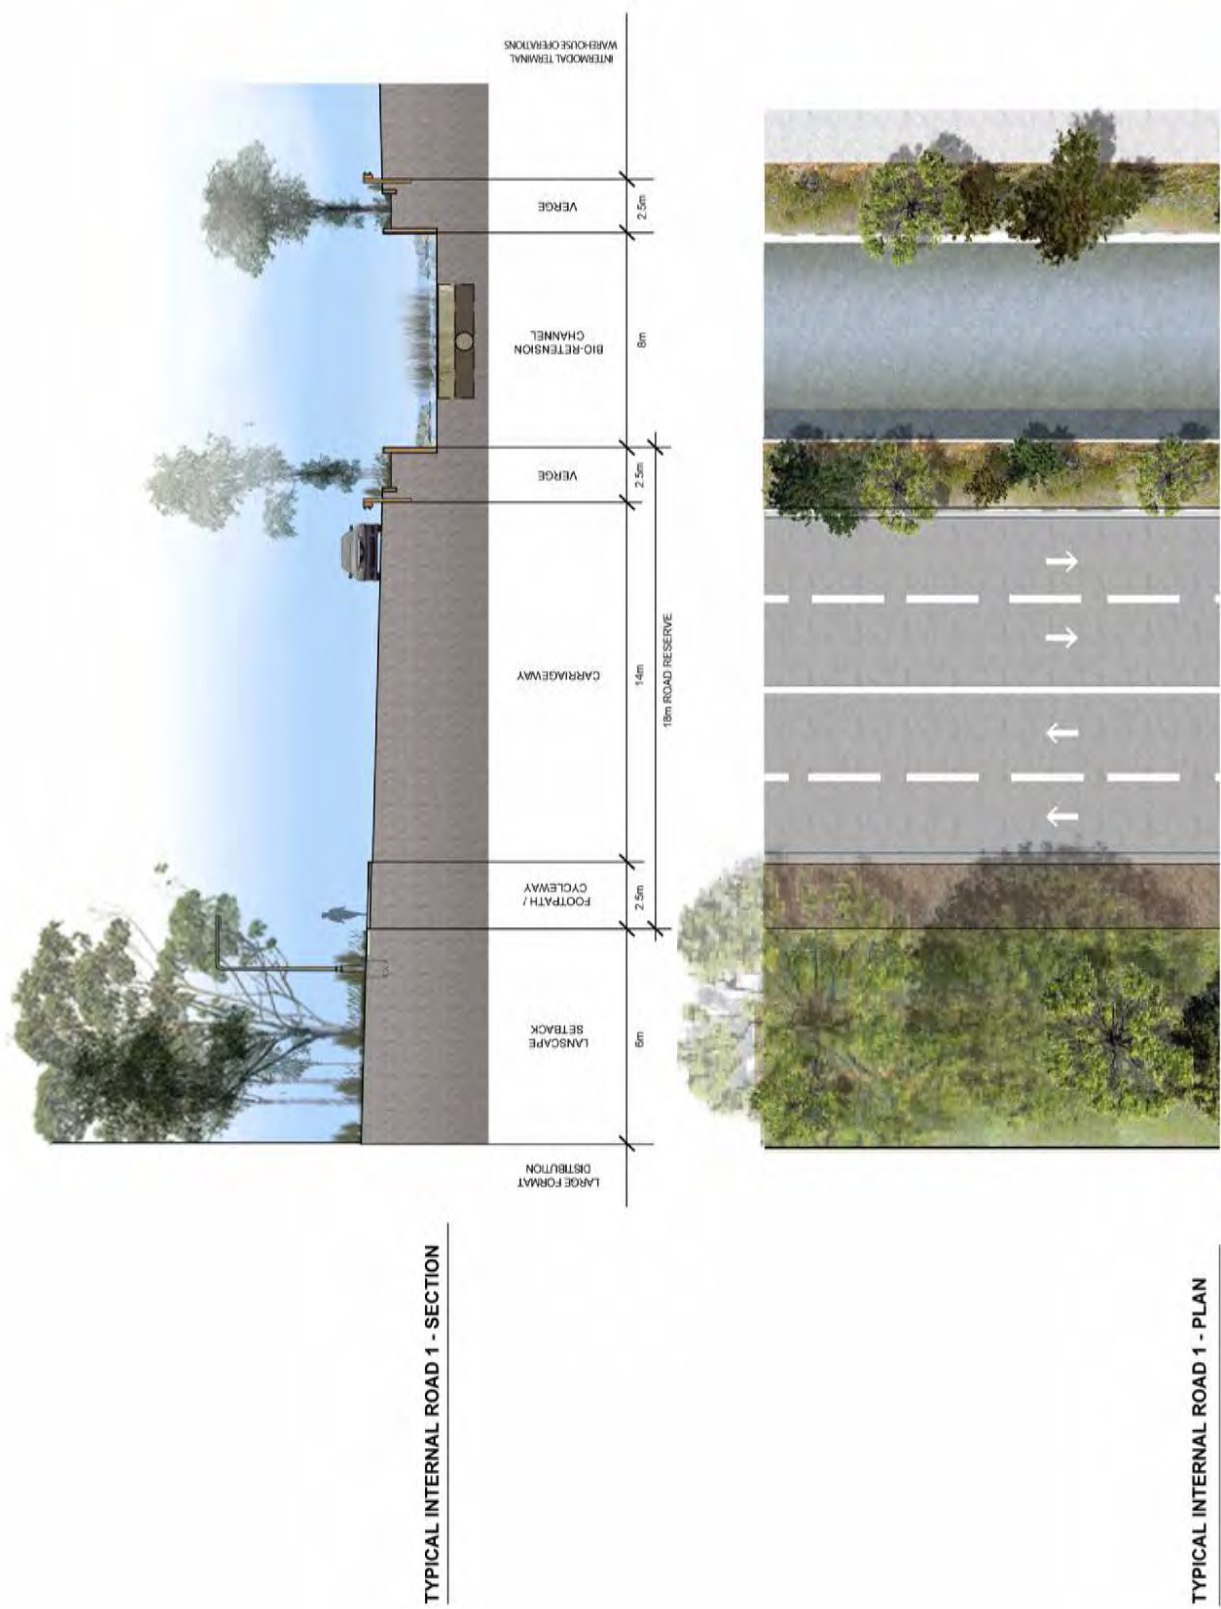 TYPICAL INTERNAL ROAD 1 - SECTION
LARGE FORMAT
DISTIBUTION
LANSCAPE
SETBACK
FOOTPATH /
CYCLEWAY
CARRIAGEWAY
VERGE
BIO-RETENSION
CHANNEL
VERGE
INTERMODAL TERMINAL
WAREHOUSE OPERATIONS
6m
2.5m
14m
2.5m
8m
2.5m
18m ROAD RESERVE
TYPICAL INTERNAL ROAD 1 - PLAN